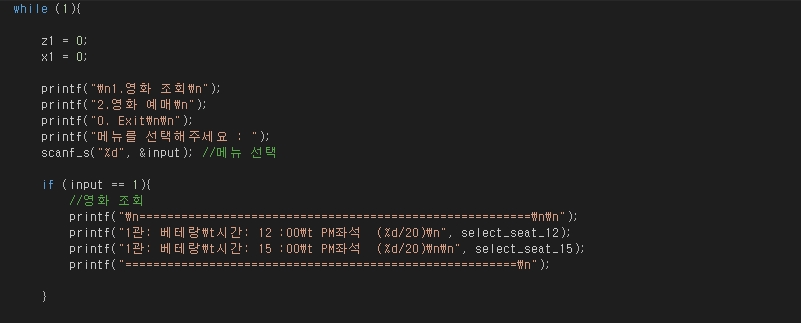 while (1){
z1 = 0;
x1 = 0;
printf("₩n1.영화 조회₩n");
printf("2.영화 예매₩n");
printf("0. Exit₩n₩n");
printf("메뉴를 선택해주세요 : ");
scanf_s("%d", &input); //메뉴 선택
if (input == 1){
//영화 조회
printf("₩n========================================================₩n₩n");
printf("1관: 베테랑₩t시간: 12 :00₩t PM좌석  (%d/20)₩n", select_seat_12);
printf("1관: 베테랑₩t시간: 15 :00₩t PM좌석  (%d/20)₩n₩n", select_seat_15);
printf("========================================================₩n");
}